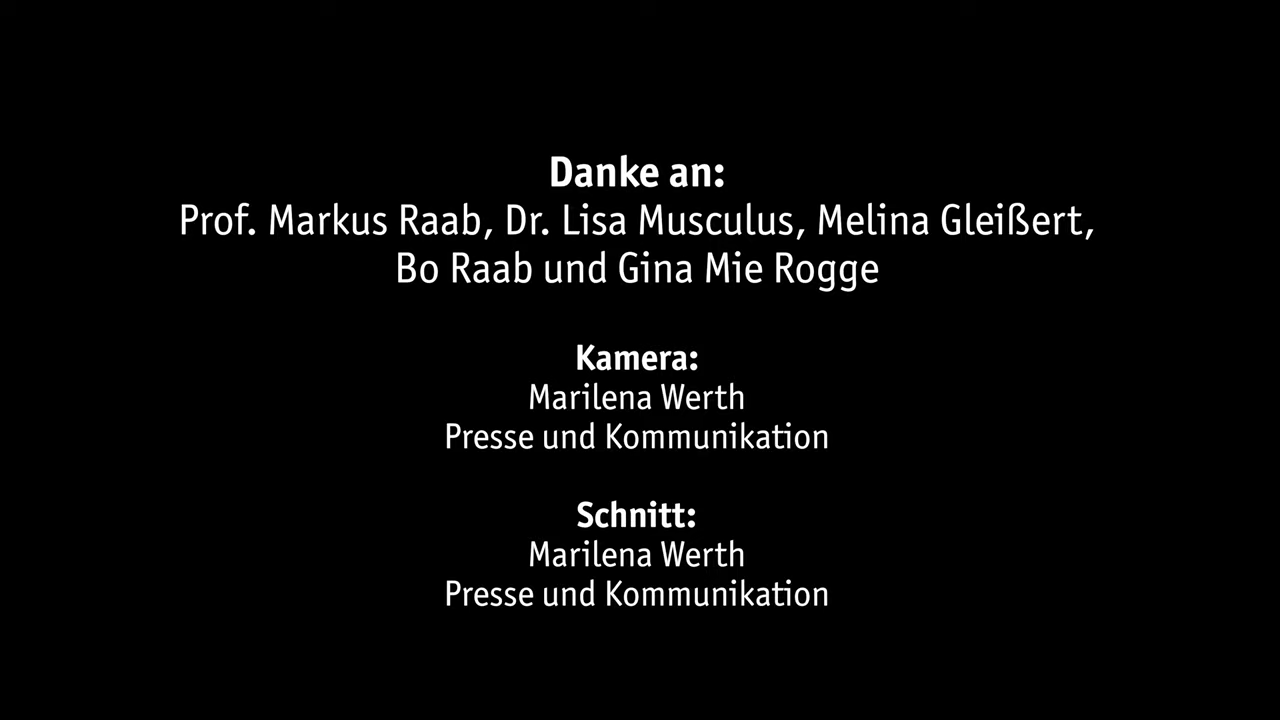 Danke an:
Prof. Markus Raab, Dr. Lisa Musculus, Melina Gleißert,
Bo Raab und Gina Mie Rogge
Kamera:
Marilena Werth
Presse und Kommunikation
Schnitt:
Marilena Werth
Presse und Kommunikation